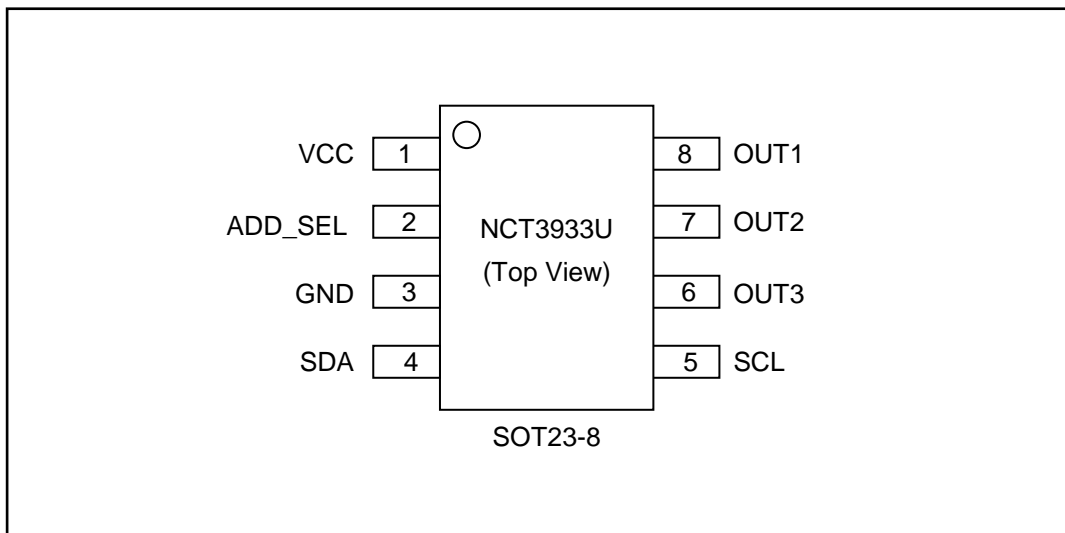 VCC 1 8 OUT1
ADD_SEL 2 NCT3933U 7 OUT2
(Top View)
GND 3 6 OUT3
SDA 4 5 SCL
SOT23-8